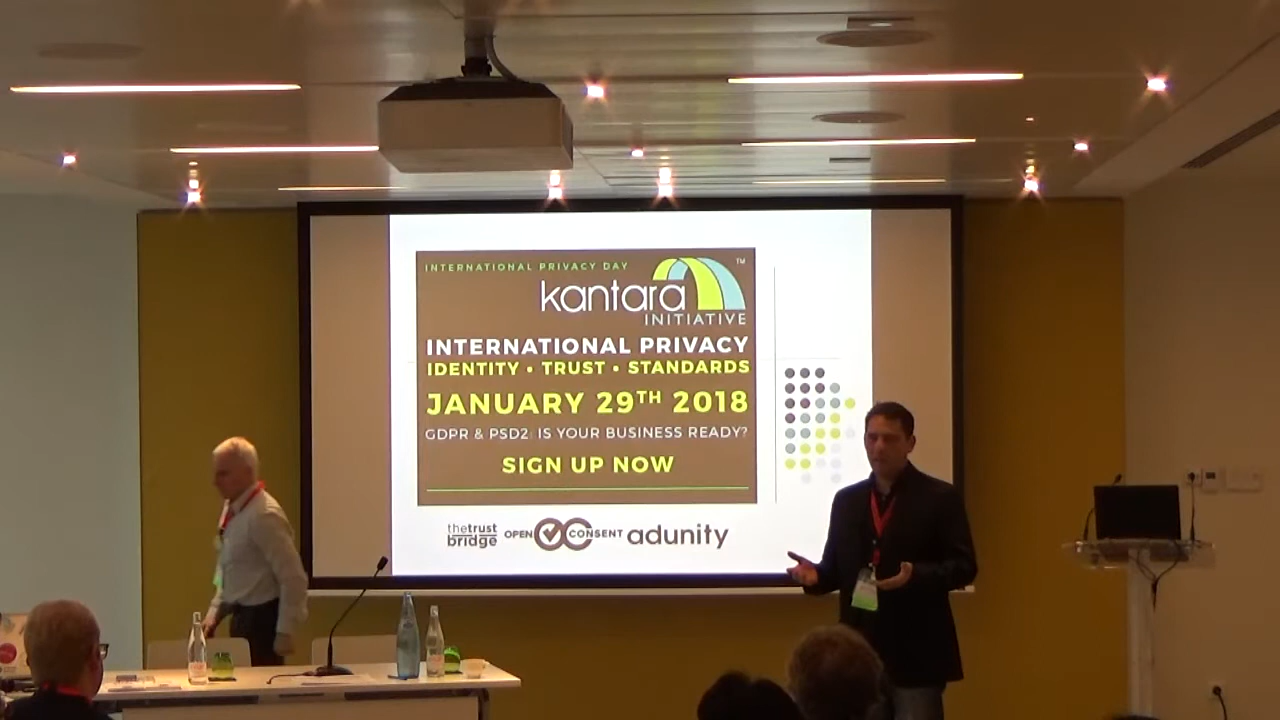 INTERNATIONAL PRIVACY DAY
TM
kantara
INITIATIVE
INTERNATIONAL PRIVACY
IDENTITY • TRUST • STANDARDS
JANUARY 29TH 2018
GDPR & PSD2: IS YOUR BUSINESS READY?
SIGN UP NOW
thetrust
bridge
OPEN CONSENT
adunity